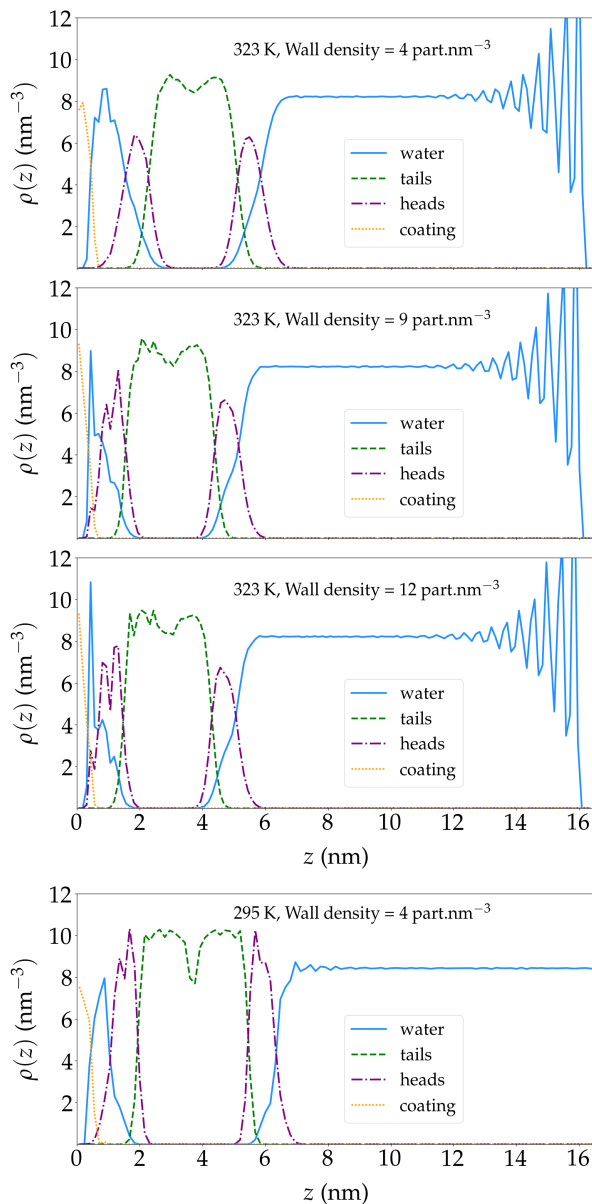 323 K, Wall density = 4 part.nm⁻³
12
10
8
6
4
2
ρ(z) (nm⁻³)
water
tails
heads
coating
323 K, Wall density = 9 part.nm⁻³
12
10
8
6
4
2
ρ(z) (nm⁻³)
water
tails
heads
coating
323 K, Wall density = 12 part.nm⁻³
12
10
8
6
4
2
ρ(z) (nm⁻³)
water
tails
heads
coating
0 2 4 6 8 10 12 14 16
z (nm)
295 K, Wall density = 4 part.nm⁻³
12
10
8
6
4
2
ρ(z) (nm⁻³)
water
tails
heads
coating
0 2 4 6 8 10 12 14 16
z (nm)